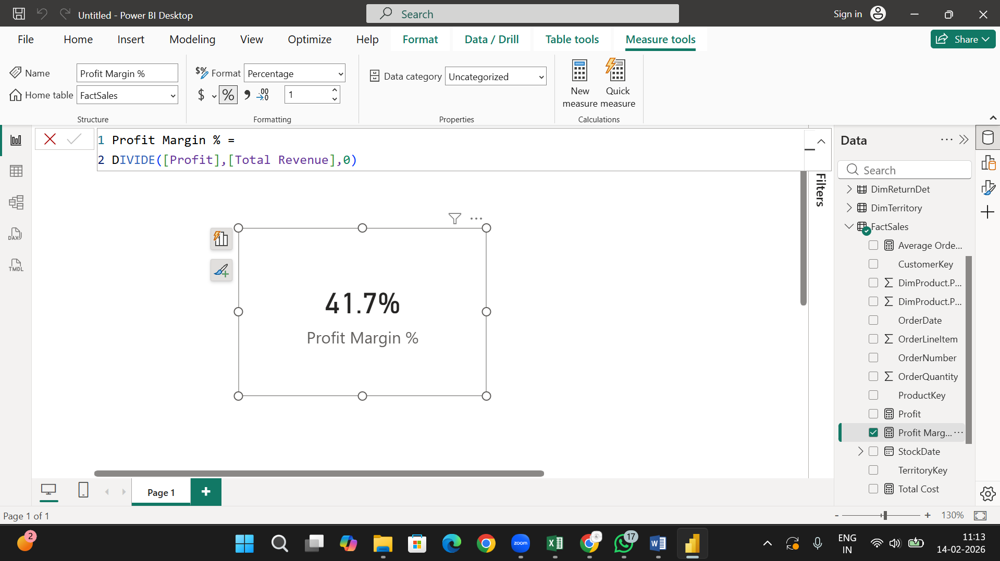 Untitled - Power BI Desktop
Search
Sign in
File
Home
Insert
Modeling
View
Optimize
Help
Format
Data / Drill
Table tools
Measure tools
Share
Name
Profit Margin %
Home table
FactSales
Structure
$% Format
Percentage
$
%
,
.00
→0
1
Formatting
Data category
Uncategorized
Properties
New measure
Quick measure
Calculations
1 Profit Margin % =
2 DIVIDE([Profit],[Total Revenue],0)
DAX
TMDL
41.7%
Profit Margin %
Filters
Data
Search
DimReturnDet
DimTerritory
FactSales
Average Orde...
CustomerKey
∑ DimProduct.P...
∑ DimProduct.P...
OrderDate
∑ OrderLineItem
OrderNumber
∑ OrderQuantity
ProductKey
Profit
Profit Marg...
StockDate
TerritoryKey
Total Cost
Page 1
+
Page 1 of 1
- + 130%
2
zoom
17
ENG
IN
11:13
14-02-2026